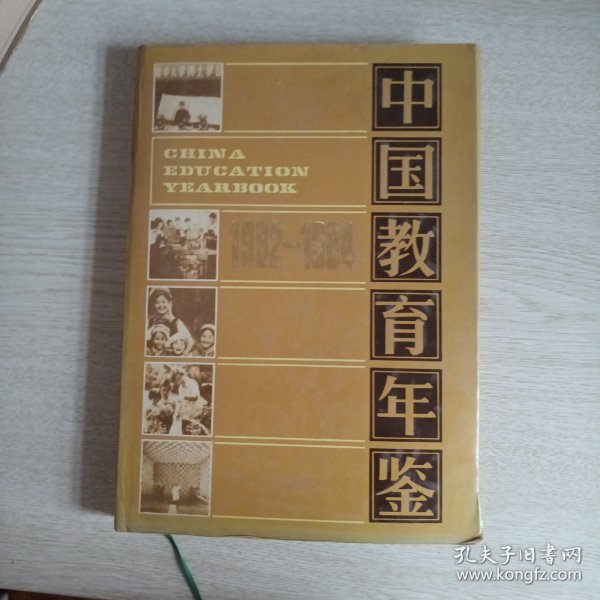 CHINA
EDUCATION
YEARBOOK
1982-1984
中国教育年鉴
孔夫子旧书网
www.kongfz.com